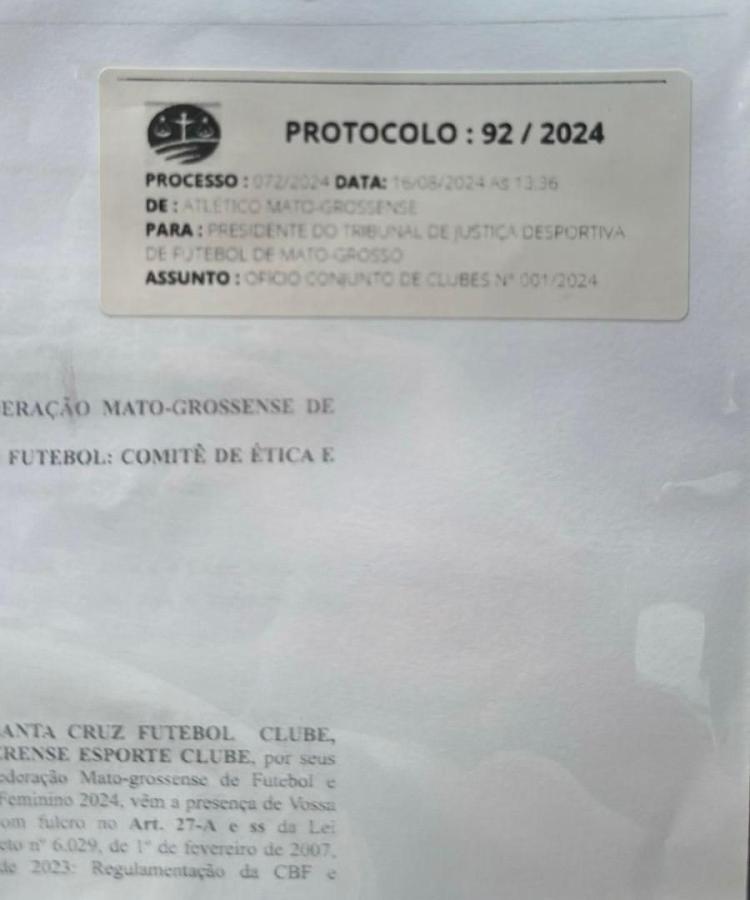 PROTOCOLO : 92 / 2024
PROCESSO : 072/2024 DATA: 16/08/2024 ÀS 13:36
DE : ATLÉTICO MATO-GROSSENSE
PARA : PRESIDENTE DO TRIBUNAL DE JUSTIÇA DESPORTIVA
DE FUTEBOL DE MATO-GROSSO
ASSUNTO : OFÍCIO CONJUNTO DE CLUBES Nº 001/2024
ERAÇÃO MATO-GROSSENSE DE
FUTEBOL: COMITÊ DE ÉTICA E
ANTA CRUZ FUTEBOL CLUBE,
RENSE ESPORTE CLUBE, por seus
ederação Mato-grossense de Futebol e
Feminino 2024, vêm a presença de Vossa
om fulcro no Art. 27-A e ss da Lei
eto nº 6.029, de 1º de fevereiro de 2007,
de 2023: Regulamentação da CBF e